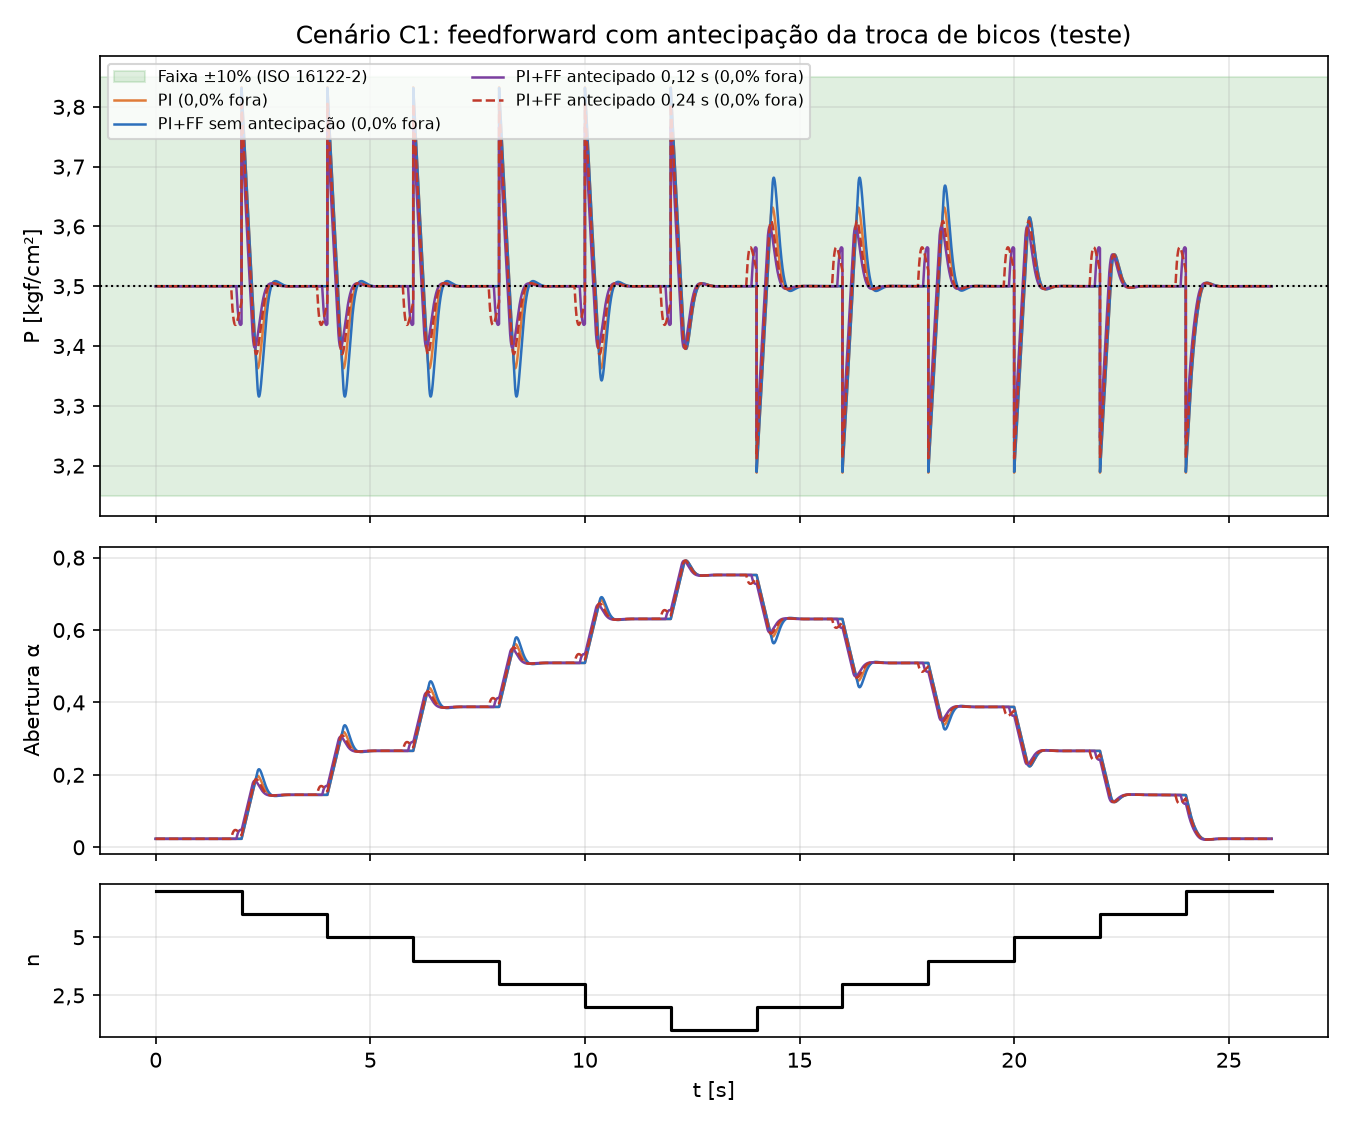 Cenário C1: feedforward com antecipação da troca de bicos (teste)
Faixa ±10% (ISO 16122-2)
PI (0,0% fora)
PI+FF sem antecipação (0,0% fora)
PI+FF antecipado 0,12 s (0,0% fora)
PI+FF antecipado 0,24 s (0,0% fora)
P [kgf/cm²]
3,8
3,7
3,6
3,5
3,4
3,3
3,2
Abertura α
0,8
0,6
0,4
0,2
0
n
5
2,5
0
5
10
15
20
25
t [s]